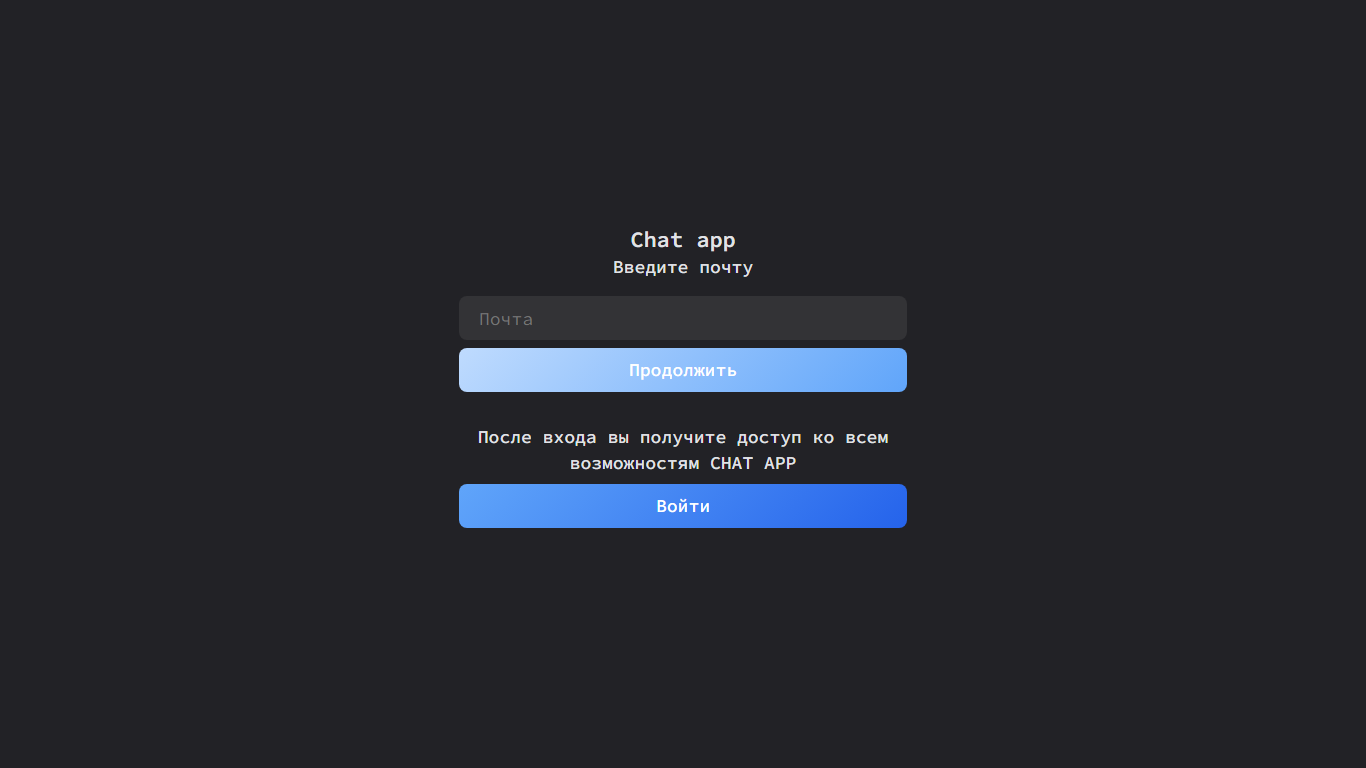 Chat app
Введите почту
Почта
Продолжить
После входа вы получите доступ ко всем
возможностям CHAT APP
Войти